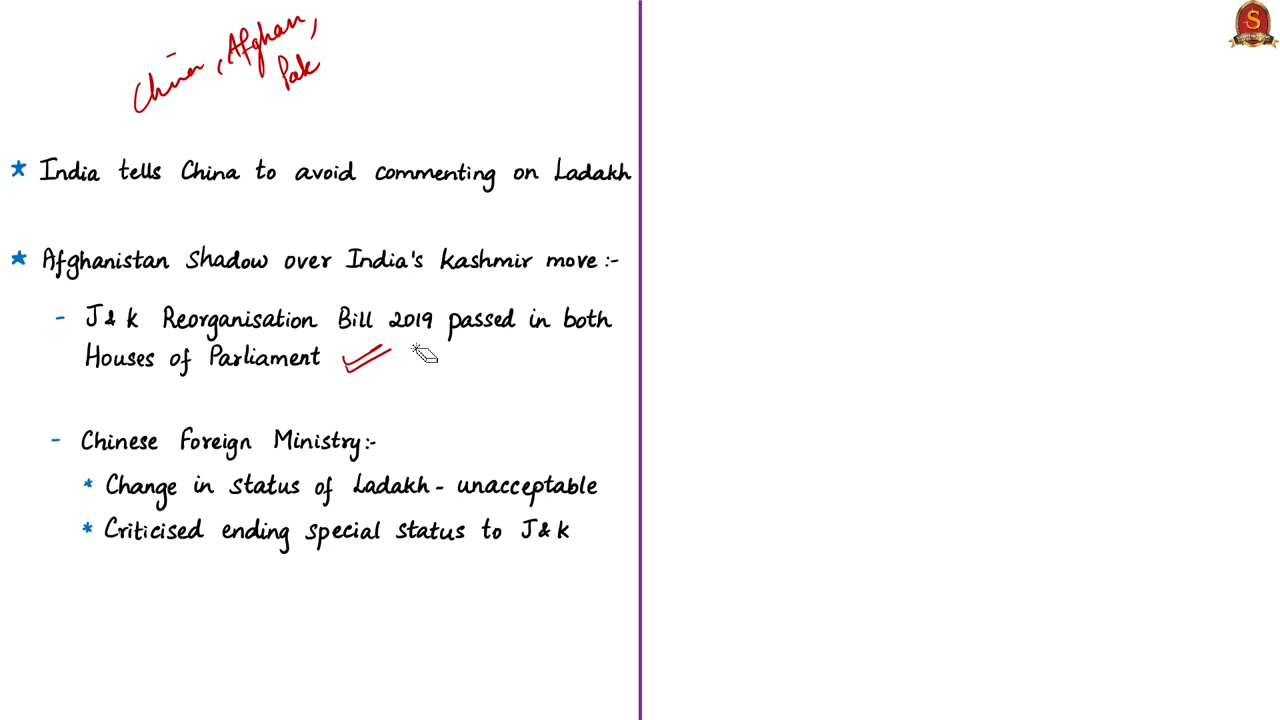 China, Afghan,
Pak
* India tells China to avoid commenting on Ladakh
* Afghanistan Shadow over India's kashmir move :-
- J & k Reorganisation Bill 2019 passed in both
Houses of Parliament
- Chinese Foreign Ministry:-
* Change in status of Ladakh - unacceptable
* Criticised ending special status to J & k
S